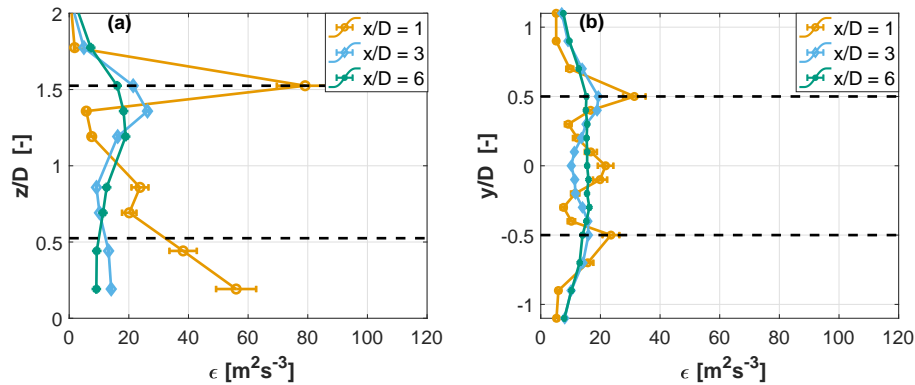 (a)
x/D = 1
x/D = 3
x/D = 6
2
1.5
1
0.5
0
z/D [-]
0 20 40 60 80 100 120
ϵ [m²s⁻³]
(b)
x/D = 1
x/D = 3
x/D = 6
1
0.5
0
-0.5
-1
y/D [-]
0 20 40 60 80 100 120
ϵ [m²s⁻³]